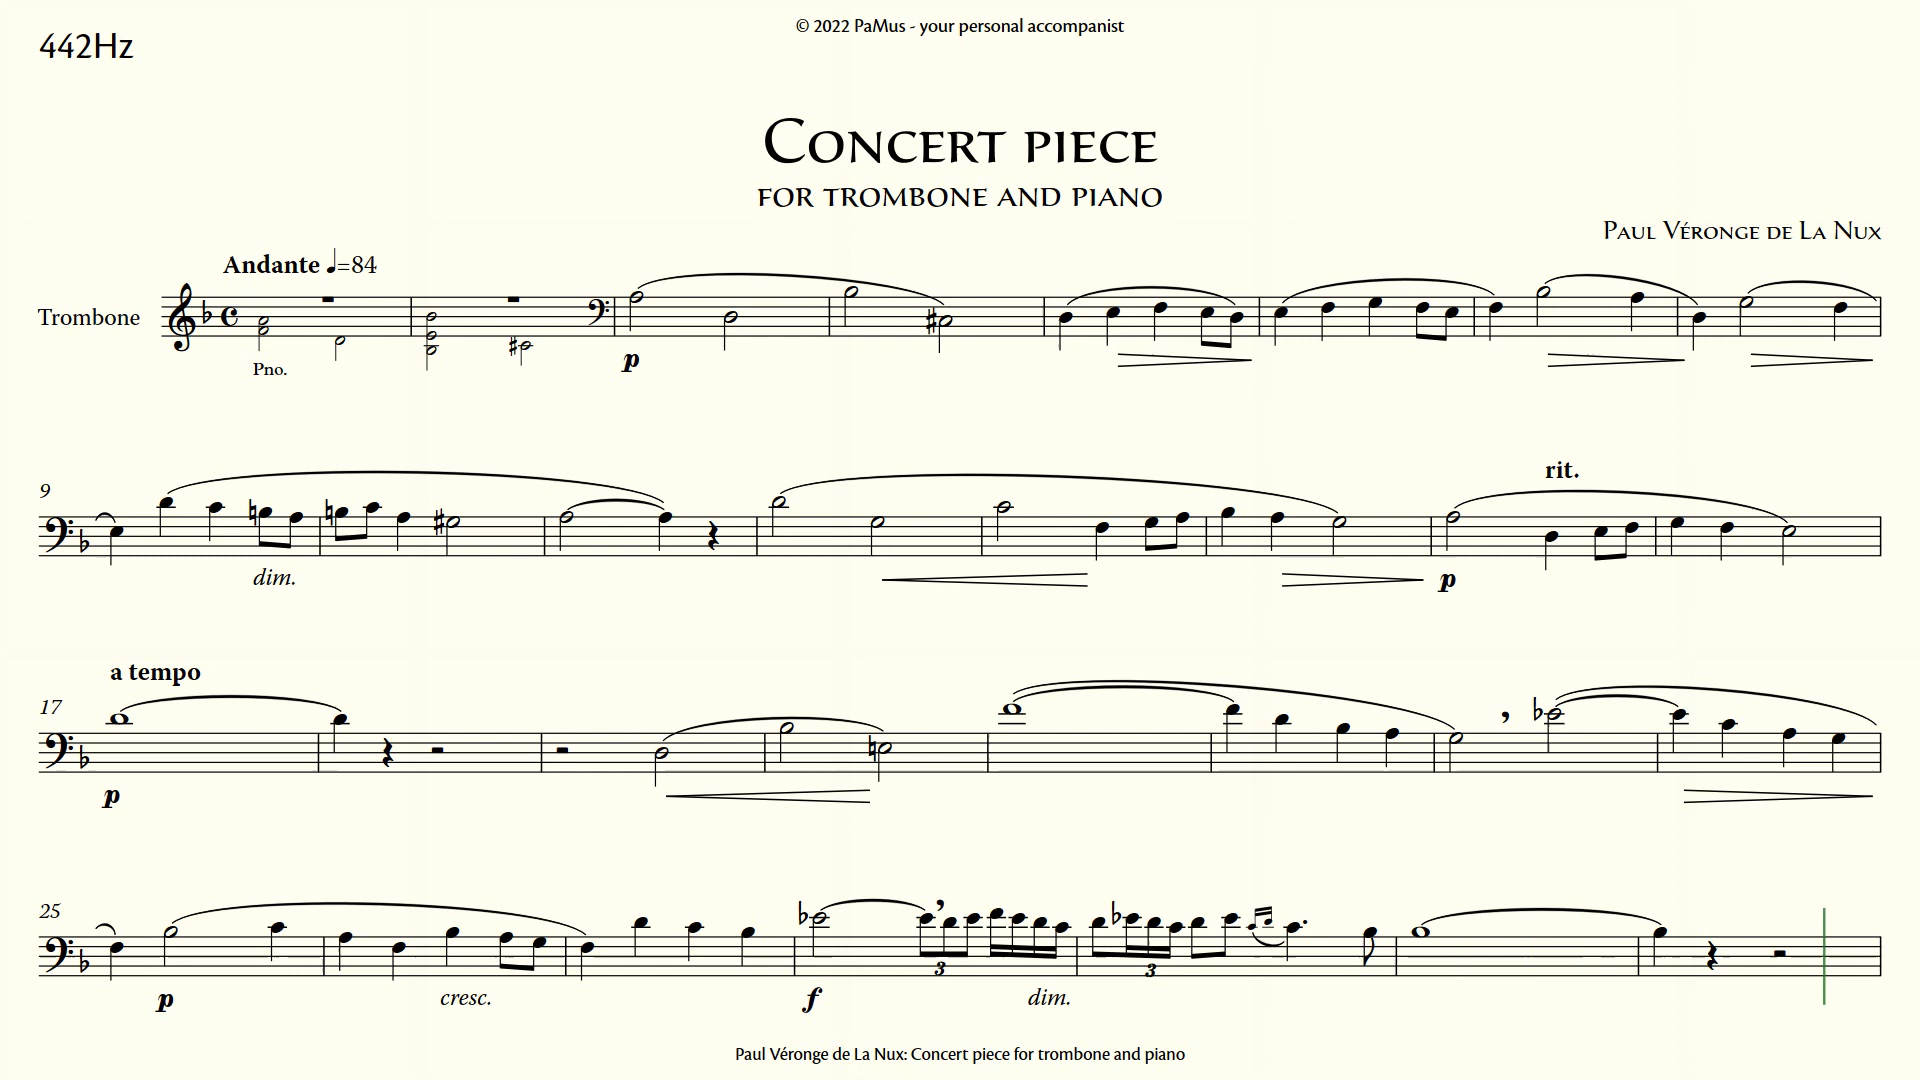 © 2022 PaMus - your personal accompanist
442Hz
Concert piece
for trombone and piano
Paul Véronge de La Nux
Andante ♩=84
Trombone
Pno.
p
9
rit.
dim.
p
a tempo
17
p
25
3
3
p
cresc.
f
dim.
Paul Véronge de La Nux: Concert piece for trombone and piano